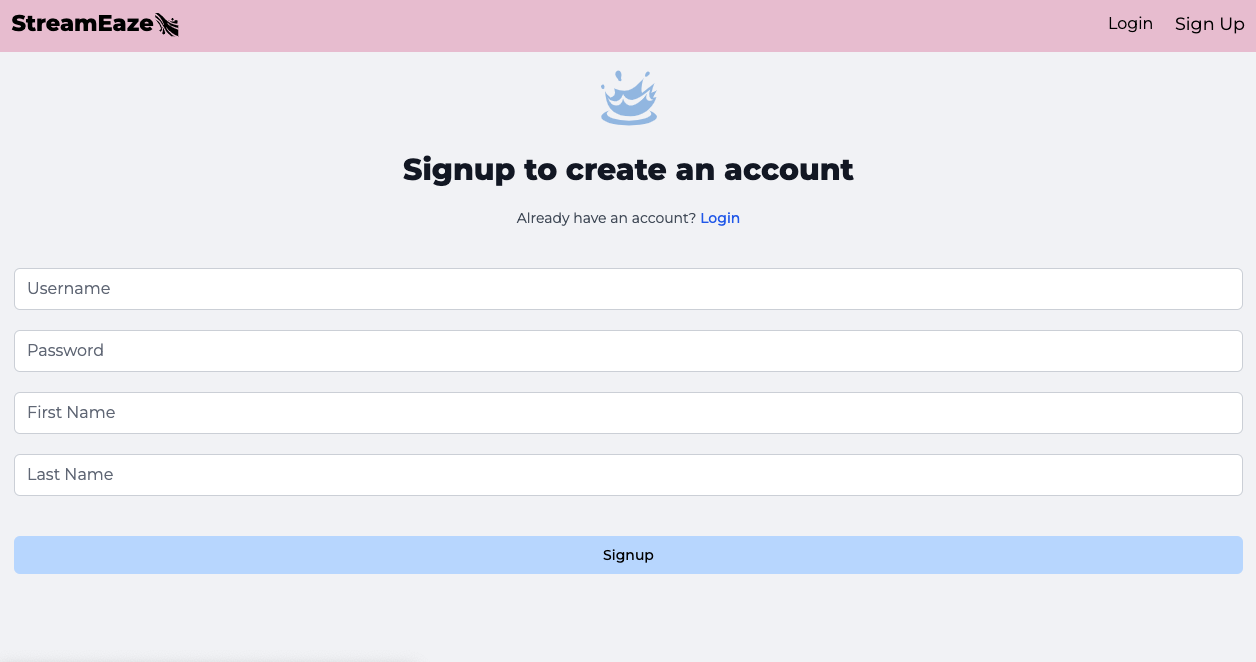 StreamEaze
Login
Sign Up
Signup to create an account
Already have an account? Login
Username
Password
First Name
Last Name
Signup